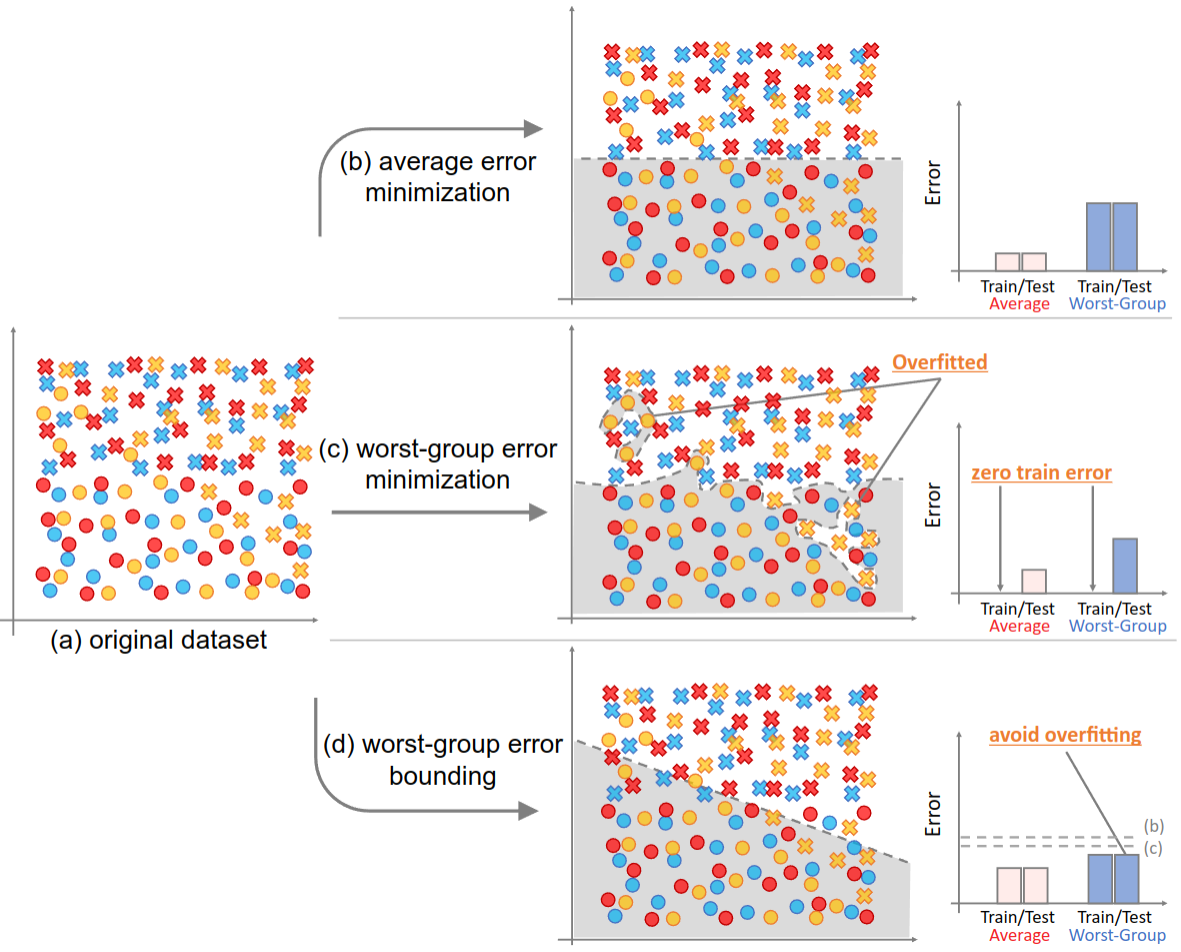 (b) average error
minimization
Error
Train/Test Train/Test
Average Worst-Group
(a) original dataset
(c) worst-group error
minimization
Overfitted
zero train error
Error
Train/Test Train/Test
Average Worst-Group
(d) worst-group error
bounding
avoid overfitting
Error
(b)
(c)
Train/Test Train/Test
Average Worst-Group